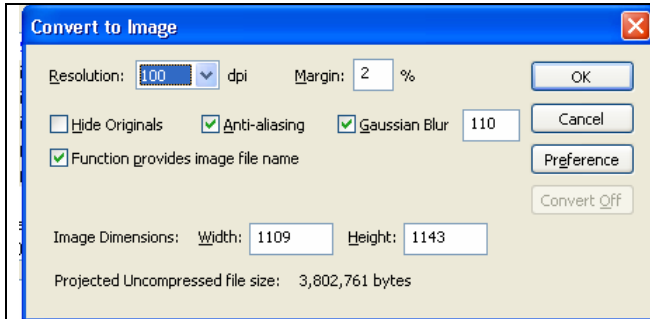 Convert to Image
Resolution: 100 dpi Margin: 2 % OK
Hide Originals Anti-aliasing Gaussian Blur 110 Cancel
Function provides image file name Preference
Convert Off
Image Dimensions: Width: 1109 Height: 1143
Projected Uncompressed file size: 3,802,761 bytes